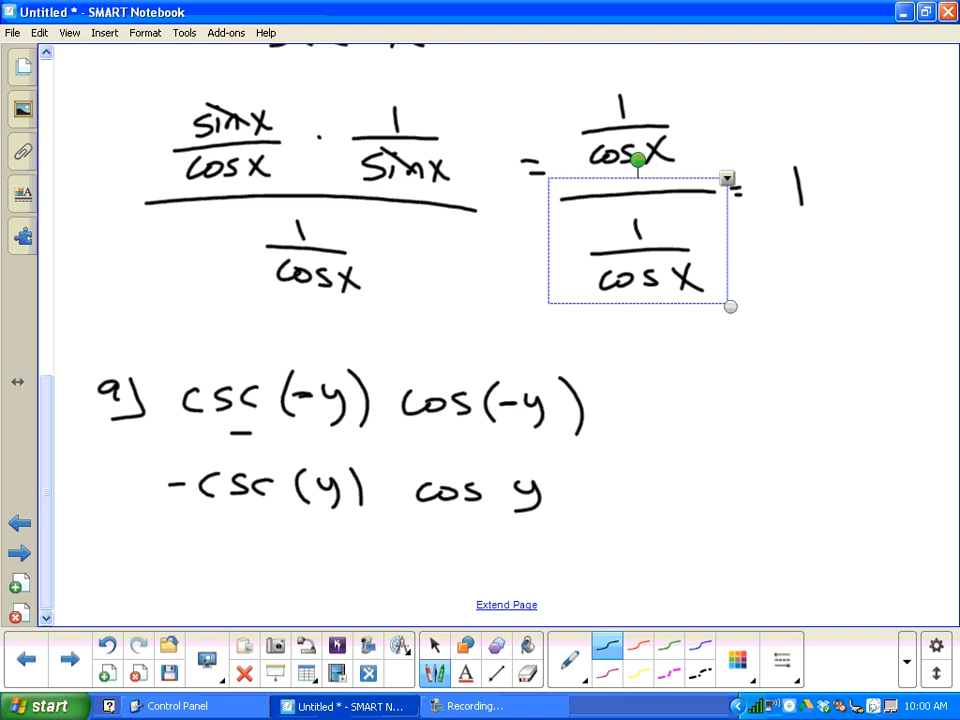 Untitled * - SMART Notebook
File Edit View Insert Format Tools Add-ons Help
sinx 1 1
cosx · sinx = cosx = 1
1 1
cosx cosx
9) csc (-y) cos(-y)
-csc (y) cos y
Extend Page
start Control Panel Untitled * - SMART N... Recording... 10:00 AM